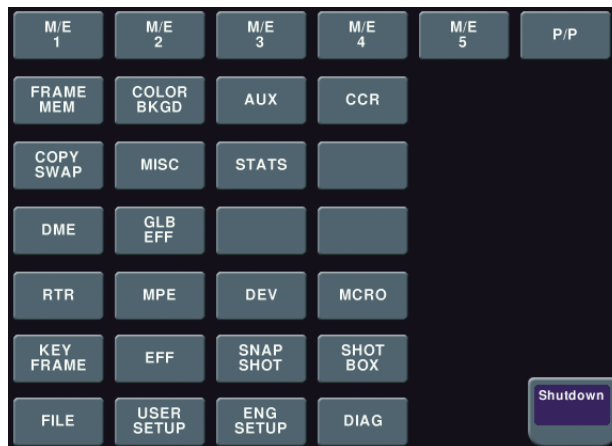 M/E
1
M/E
2
M/E
3
M/E
4
M/E
5
P/P
FRAME
MEM
COLOR
BKGD
AUX
CCR
COPY
SWAP
MISC
STATS
DME
GLB
EFF
RTR
MPE
DEV
MCRO
KEY
FRAME
EFF
SNAP
SHOT
SHOT
BOX
Shutdown
FILE
USER
SETUP
ENG
SETUP
DIAG